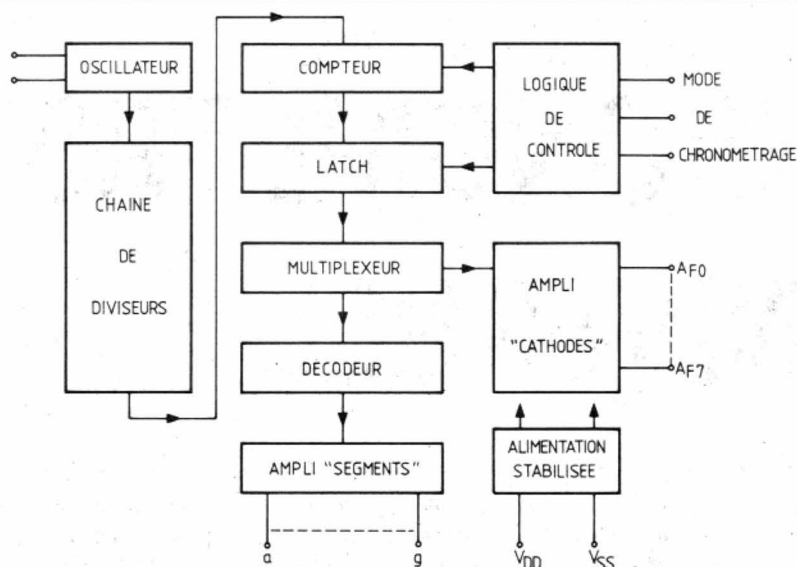 OSCILLATEUR
CHAINE
DE
DIVISEURS
COMPTEUR
LATCH
MULTIPLEXEUR
DECODEUR
AMPLI "SEGMENTS"
a
g
LOGIQUE
DE
CONTROLE
MODE
DE
CHRONOMETRAGE
AMPLI
"CATHODES"
AF0
AF7
ALIMENTATION
STABILISEE
VDD
VSS